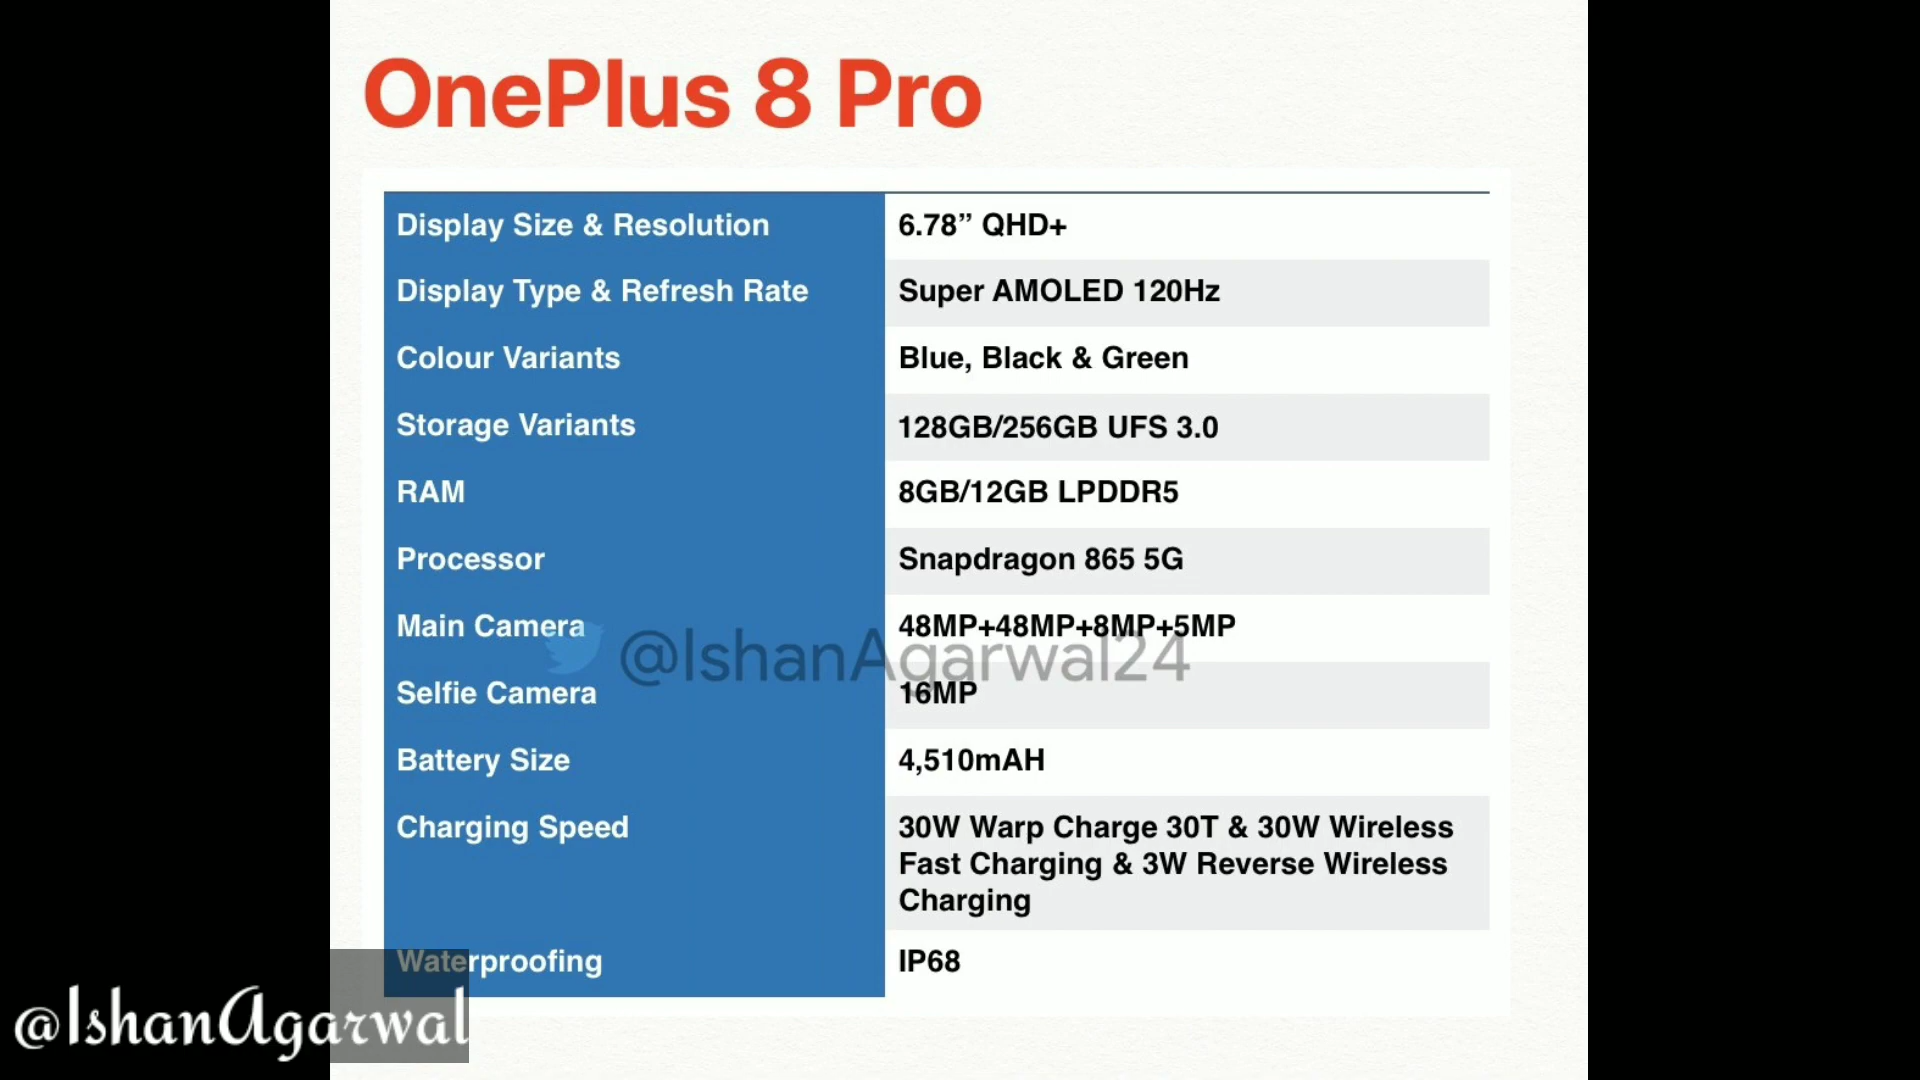 OnePlus 8 Pro
Display Size & Resolution 6.78” QHD+
Display Type & Refresh Rate Super AMOLED 120Hz
Colour Variants Blue, Black & Green
Storage Variants 128GB/256GB UFS 3.0
RAM 8GB/12GB LPDDR5
Processor Snapdragon 865 5G
Main Camera 48MP+48MP+8MP+5MP
@IshanAgarwal24
Selfie Camera 16MP
Battery Size 4,510mAH
Charging Speed 30W Warp Charge 30T & 30W Wireless
Fast Charging & 3W Reverse Wireless
Charging
Waterproofing IP68
@IshanAgarwal